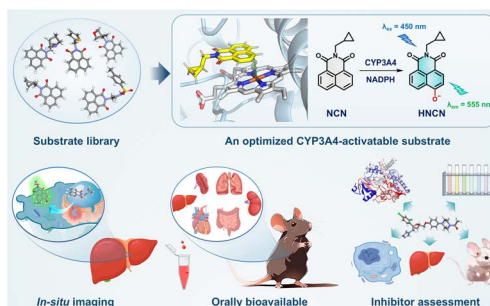 λex = 450 nm
CYP3A4
NADPH
NCN
HNCN
λem = 555 nm
Substrate library
An optimized CYP3A4-activatable substrate
In-situ imaging
Orally bioavailable
Inhibitor assessment